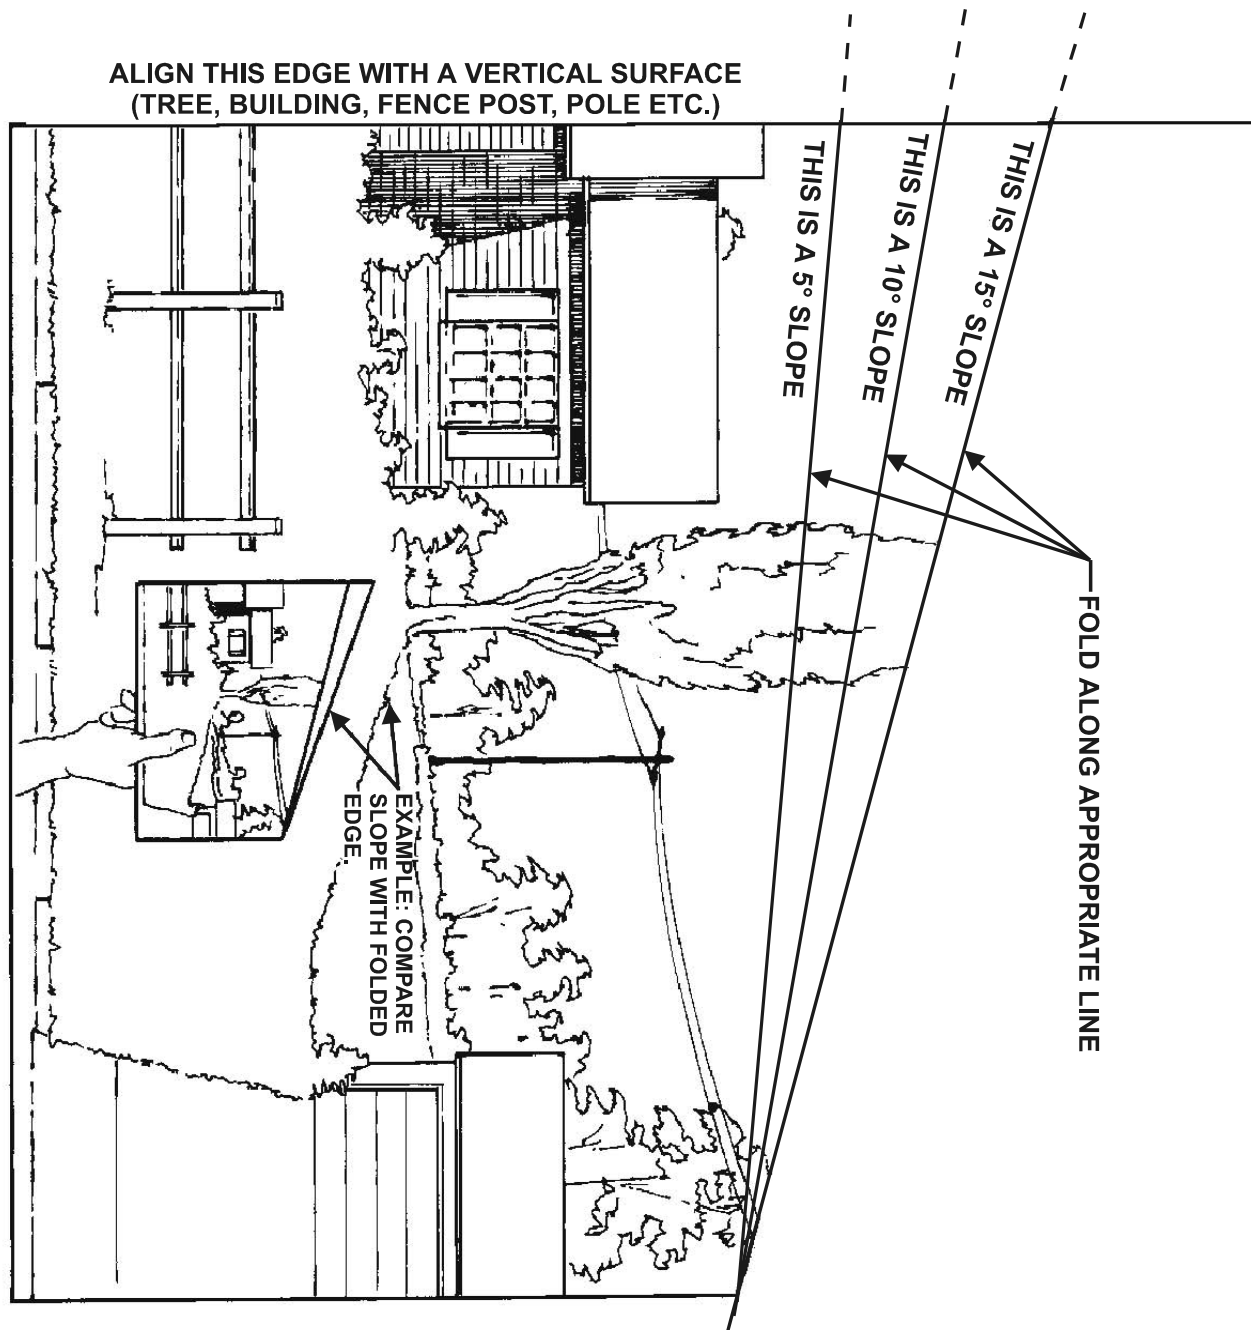 ALIGN THIS EDGE WITH A VERTICAL SURFACE
(TREE, BUILDING, FENCE POST, POLE ETC.)
THIS IS A 5° SLOPE
THIS IS A 10° SLOPE
THIS IS A 15° SLOPE
FOLD ALONG APPROPRIATE LINE
EXAMPLE: COMPARE
SLOPE WITH FOLDED
EDGE.